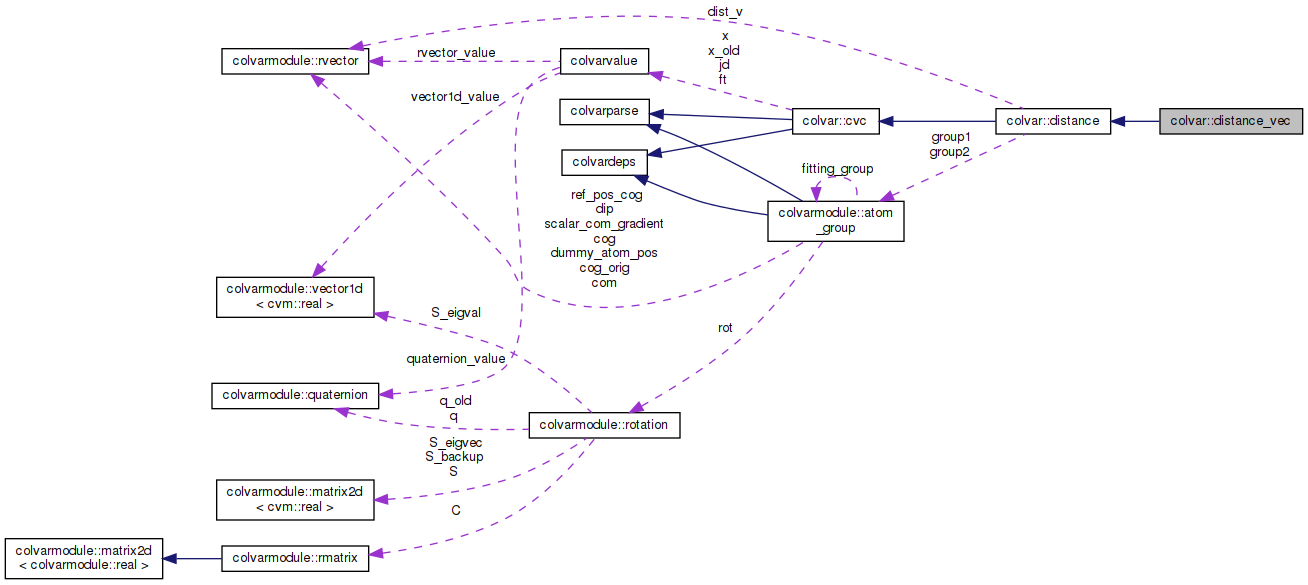 dist_v
colvarmodule::rvector
rvector_value
colvarvalue
x
x_old
jd
ft
vector1d_value
colvarparse
colvar::cvc
colvar::distance
colvar::distance_vec
group1
group2
colvardeps
fitting_group
ref_pos_cog
dip
scalar_com_gradient
cog
dummy_atom_pos
cog_orig
com
colvarmodule::atom
_group
colvarmodule::vector1d
< cvm::real >
S_eigval
rot
quaternion_value
colvarmodule::quaternion
q_old
q
colvarmodule::rotation
S_eigvec
S_backup
S
colvarmodule::matrix2d
< cvm::real >
C
colvarmodule::matrix2d
< colvarmodule::real >
colvarmodule::rmatrix